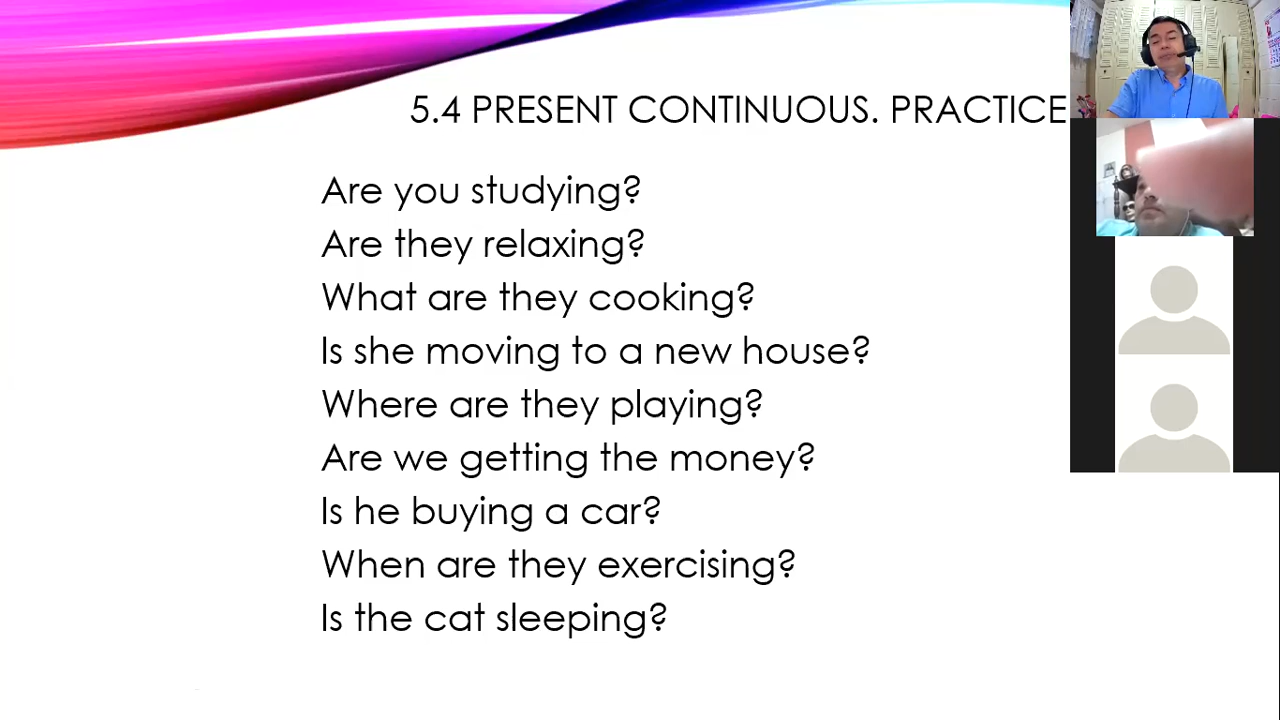 5.4 PRESENT CONTINUOUS. PRACTICE
Are you studying?
Are they relaxing?
What are they cooking?
Is she moving to a new house?
Where are they playing?
Are we getting the money?
Is he buying a car?
When are they exercising?
Is the cat sleeping?